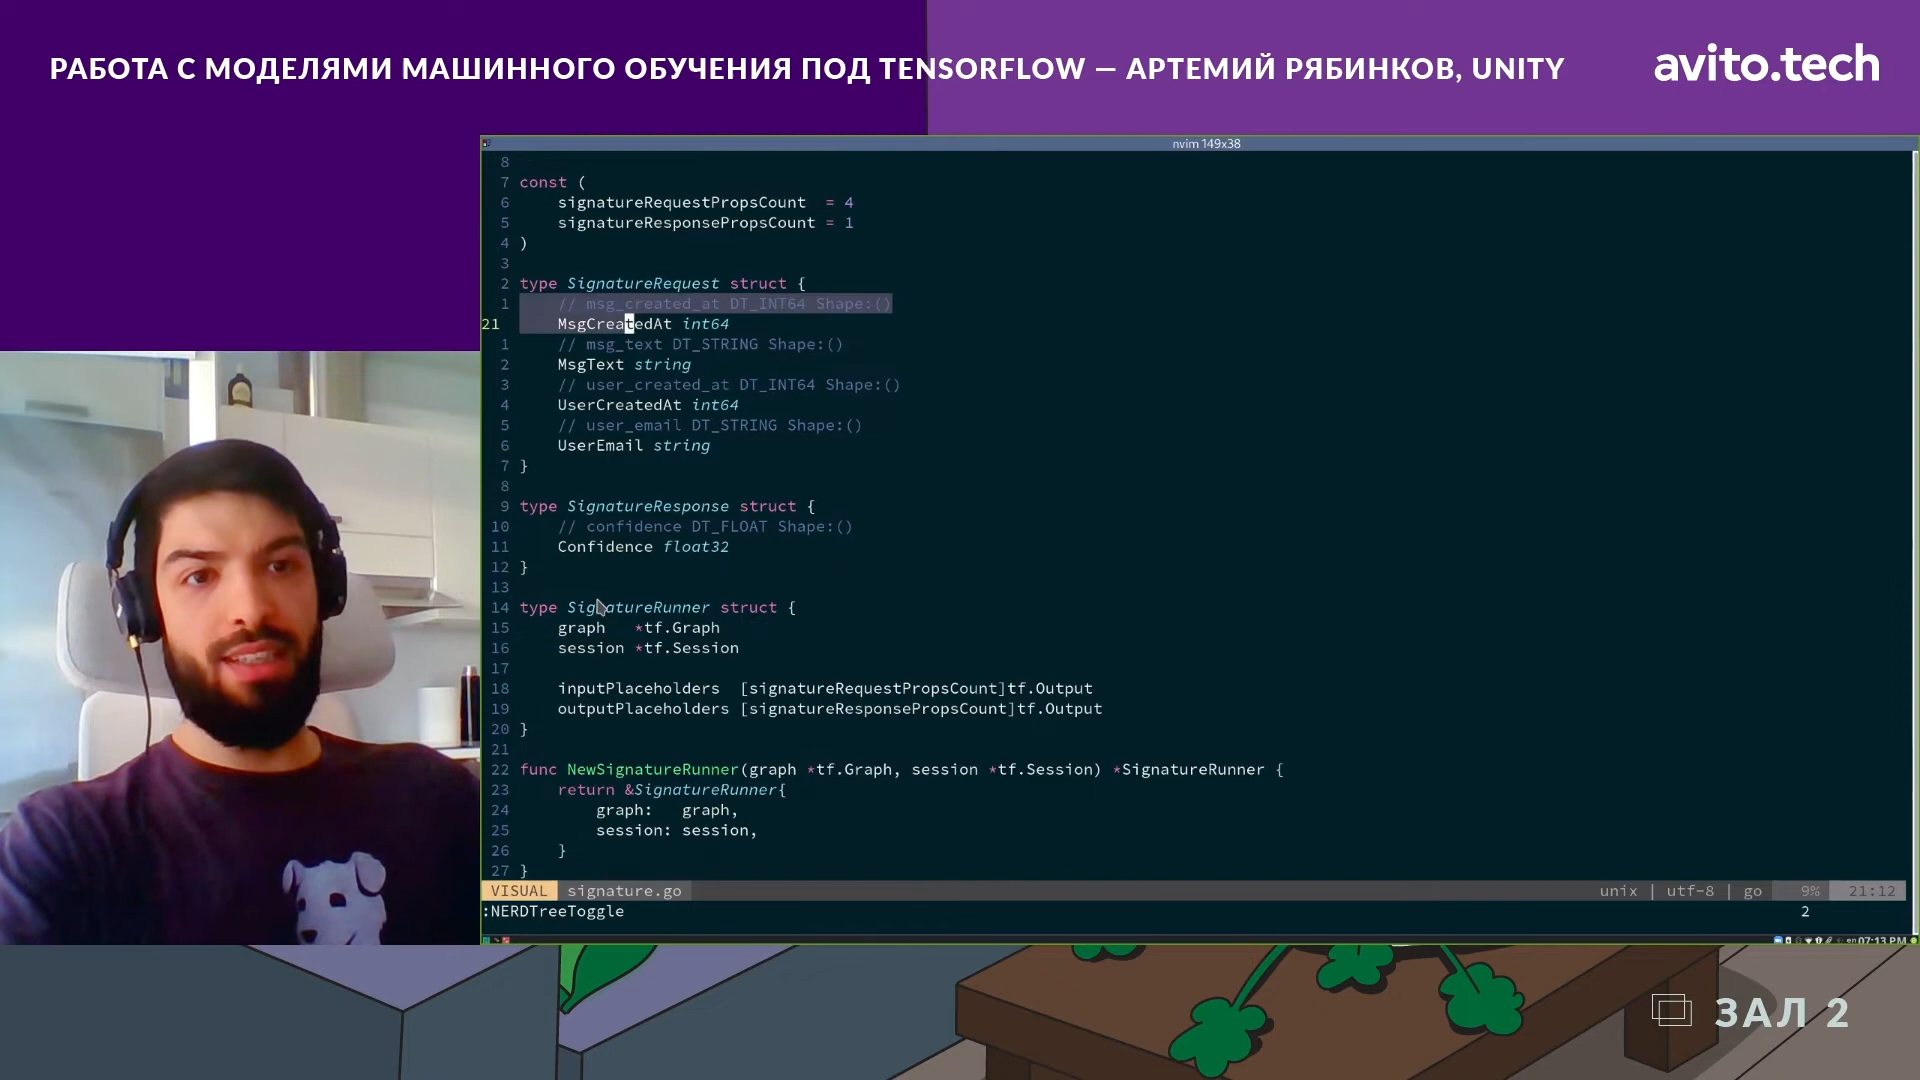 РАБОТА С МОДЕЛЯМИ МАШИННОГО ОБУЧЕНИЯ ПОД TENSORFLOW — АРТЕМИЙ РЯБИНКОВ, UNITY
avito.tech
nvim 149x38
8
7 const (
6     signatureRequestPropsCount  = 4
5     signatureResponsePropsCount = 1
4 )
3
2 type SignatureRequest struct {
1     // msg_created_at DT_INT64 Shape:()
21     MsgCreatedAt int64
1     // msg_text DT_STRING Shape:()
2     MsgText string
3     // user_created_at DT_INT64 Shape:()
4     UserCreatedAt int64
5     // user_email DT_STRING Shape:()
6     UserEmail string
7 }
8
9 type SignatureResponse struct {
10     // confidence DT_FLOAT Shape:()
11     Confidence float32
12 }
13
14 type SignatureRunner struct {
15     graph   *tf.Graph
16     session *tf.Session
17
18     inputPlaceholders  [signatureRequestPropsCount]tf.Output
19     outputPlaceholders [signatureResponsePropsCount]tf.Output
20 }
21
22 func NewSignatureRunner(graph *tf.Graph, session *tf.Session) *SignatureRunner {
23     return &SignatureRunner{
24         graph:   graph,
25         session: session,
26     }
27 }
VISUAL signature.go unix | utf-8 | go 9% 21:12
:NERDTreeToggle 2
en 07:13 PM
ЗАЛ 2